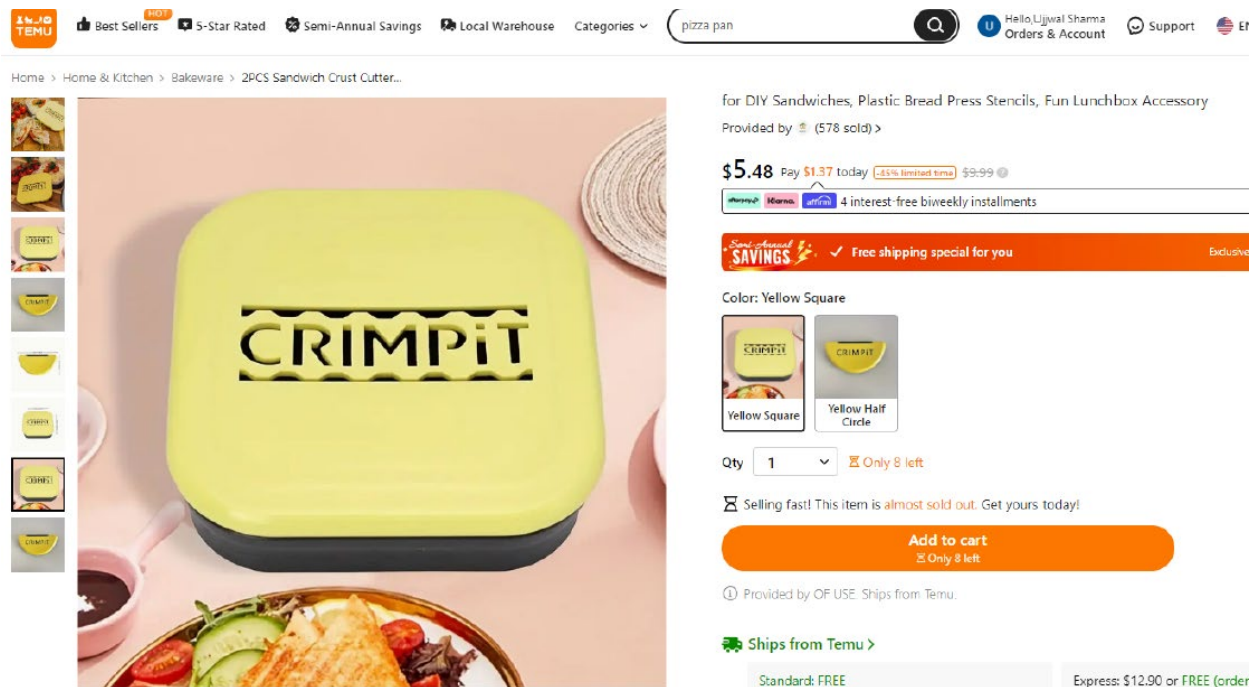 TEMU
Best Sellers
HOT
5-Star Rated
Semi-Annual Savings
Local Warehouse
Categories
pizza pan
U
Hello, Ujjwal Sharma
Orders & Account
Support
Home > Home & Kitchen > Bakeware > 2PCS Sandwich Crust Cutter...
for DIY Sandwiches, Plastic Bread Press Stencils, Fun Lunchbox Accessory
Provided by (578 sold) >
$5.48 Pay $1.37 today -45% limited time $9.99
afterpay Klarna. affirm 4 interest-free biweekly installments
Semi-Annual
SAVINGS
Free shipping special for you
Exclusive
Color: Yellow Square
CRIMPiT
CRIMPiT
CRIMPiT
Yellow Square
Yellow Half
Circle
Qty 1 Only 8 left
Selling fast! This item is almost sold out. Get yours today!
Add to cart
Only 8 left
Provided by OF USE. Ships from Temu.
Ships from Temu >
Standard: FREE
Express: $12.90 or FREE (order